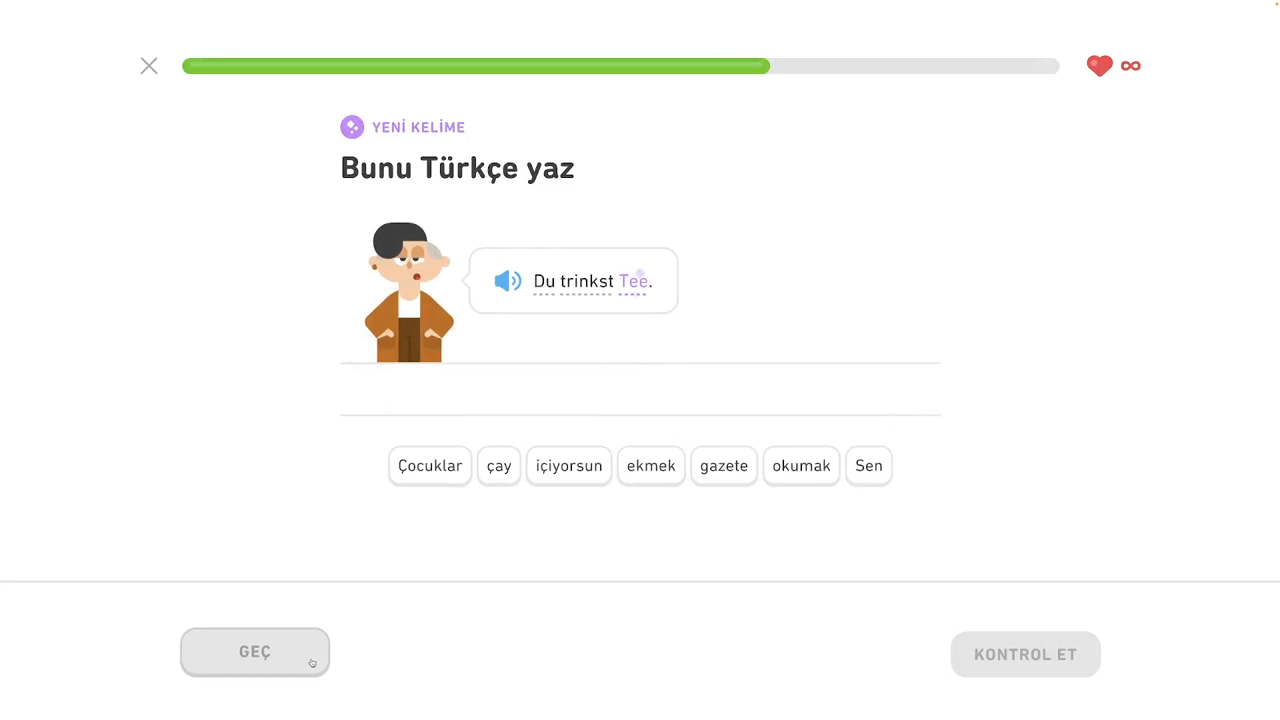 YENİ KELİME
Bunu Türkçe yaz
Du trinkst Tee.
Çocuklar çay içiyorsun ekmek gazete okumak Sen
GEÇ KONTROL ET